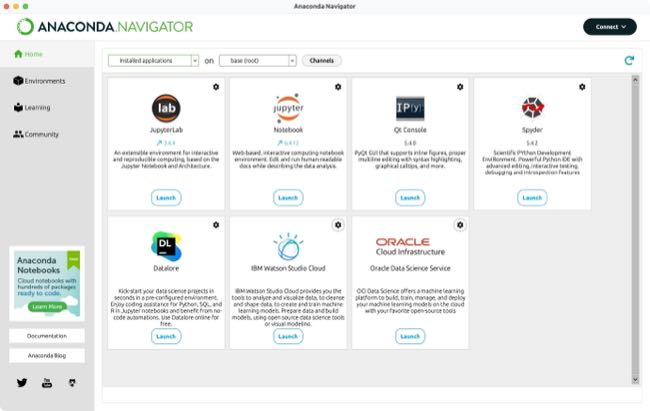 Anaconda Navigator
ANACONDA.NAVIGATOR
Connect
Home
Environments
Learning
Community
Installed applications on base (root) Channels
JupyterLab
3.4.4
An extensible environment for interactive
and reproducible computing, based on the
Jupyter Notebook and Architecture.
Launch
jupyter
Notebook
6.4.12
Web-based, interactive computing notebook
environment. Edit and run human-readable
docs while describing the data analysis.
Launch
IP[y]:
Qt Console
5.4.0
PyQt GUI that supports inline figures, proper
multiline editing with syntax highlighting,
graphical calltips, and more.
Launch
Spyder
5.4.2
Scientific PYthon Development
EnviRonment. Powerful Python IDE with
advanced editing, interactive testing,
debugging and introspection features
Launch
DL
Datalore
Kick-start your data science projects in
seconds in a pre-configured environment.
Enjoy coding assistance for Python, SQL, and
R in Jupyter notebooks and benefit from no-
code automations. Use Datalore online for
free.
Launch
IBM Watson Studio Cloud
IBM Watson Studio Cloud provides you the
tools to analyze and visualize data, to cleanse
and shape data, to create and train machine
learning models. Prepare data and build
models, using open source data science tools
or visual modeling.
Launch
ORACLE
Cloud Infrastructure
Oracle Data Science Service
OCI Data Science offers a machine learning
platform to build, train, manage, and deploy
your machine learning models on the cloud
with your favorite open-source tools
Launch
Anaconda
Notebooks
Cloud notebooks with
hundreds of packages
ready to code.
Learn More
Documentation
Anaconda Blog